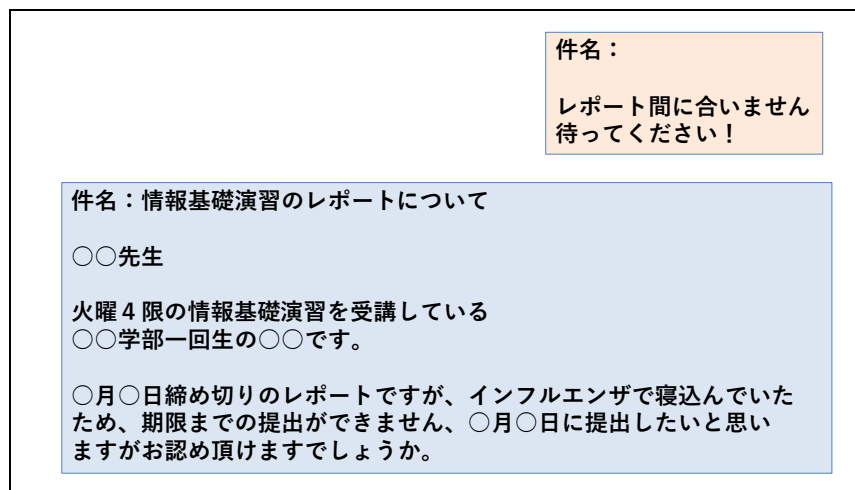 件名：
レポート間に合いません
待ってください！
件名：情報基礎演習のレポートについて
○○先生
火曜４限の情報基礎演習を受講している
○○学部一回生の○○です。
○月○日締め切りのレポートですが、インフルエンザで寝込んでいた
ため、期限までの提出ができません、○月○日に提出したいと思い
ますがお認め頂けますでしょうか。